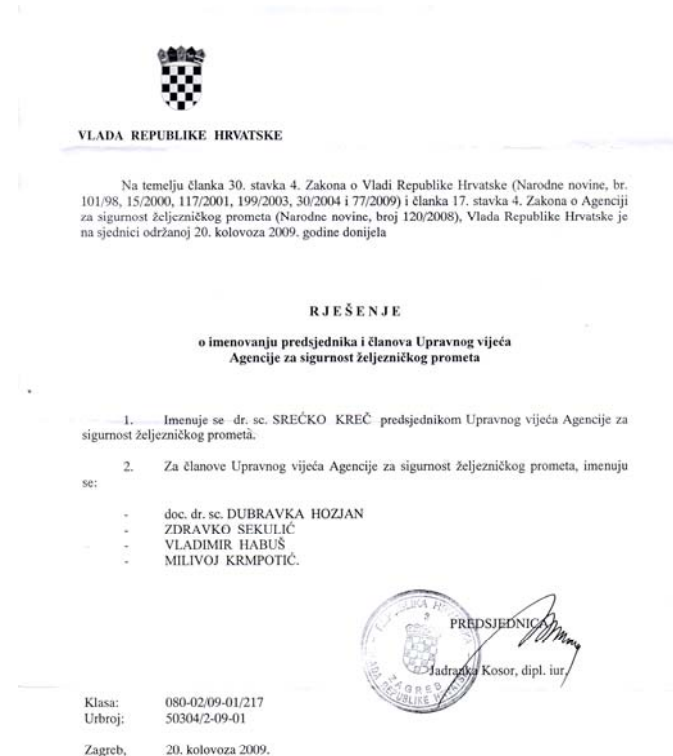 VLADA REPUBLIKE HRVATSKE
Na temelju članka 30. stavka 4. Zakona o Vladi Republike Hrvatske (Narodne novine, br.
101/98, 15/2000, 117/2001, 199/2003, 30/2004 i 77/2009) i članka 17. stavka 4. Zakona o Agenciji
za sigurnost željezničkog prometa (Narodne novine, broj 120/2008), Vlada Republike Hrvatske je
na sjednici održanoj 20. kolovoza 2009. godine donijela
RJEŠENJE
o imenovanju predsjednika i članova Upravnog vijeća
Agencije za sigurnost željezničkog prometa
1. Imenuje se dr. sc. SREĆKO KREČ predsjednikom Upravnog vijeća Agencije za
sigurnost željezničkog prometa.
2. Za članove Upravnog vijeća Agencije za sigurnost željezničkog prometa, imenuju
se:
- doc. dr. sc. DUBRAVKA HOZJAN
- ZDRAVKO SEKULIĆ
- VLADIMIR HABUŠ
- MILIVOJ KRMPOTIĆ.
PREDSJEDNICA
Jadranka Kosor, dipl. iur.
ZAGREB
Klasa: 080-02/09-01/217
Urbroj: 50304/2-09-01
Zagreb, 20. kolovoza 2009.